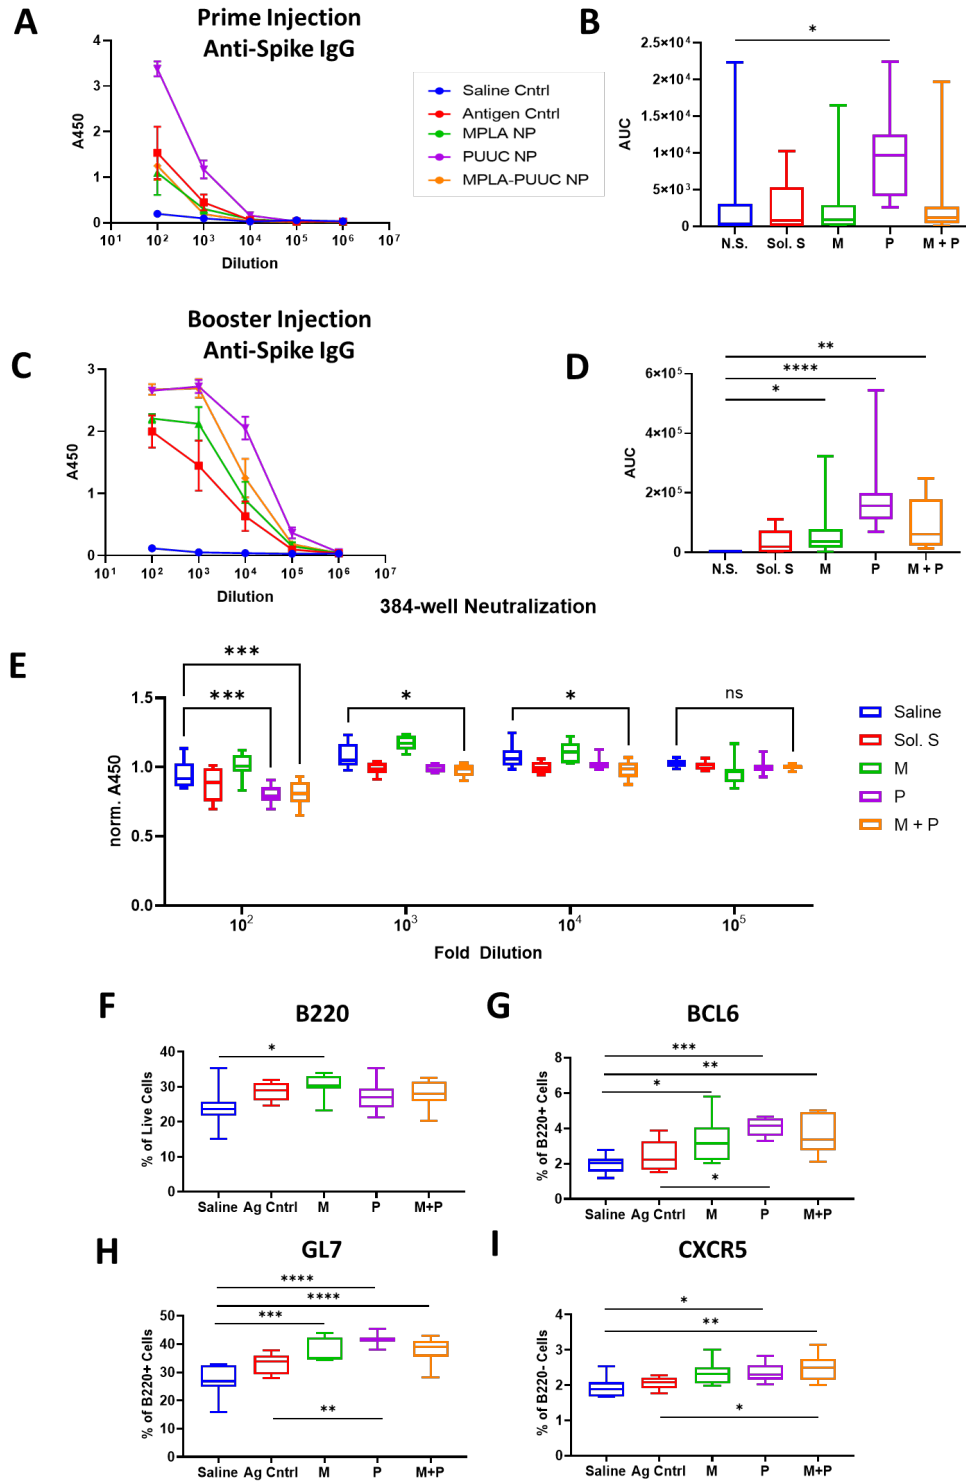 A
Prime Injection
Anti-Spike IgG
4
3
2
1
0
A450
10¹ 10² 10³ 10⁴ 10⁵ 10⁶ 10⁷
Dilution
Saline Cntrl
Antigen Cntrl
MPLA NP
PUUC NP
MPLA-PUUC NP
B
*
2.5×10⁴
2×10⁴
1.5×10⁴
1×10⁴
5×10³
0
AUC
N.S. Sol. S M P M + P
Booster Injection
Anti-Spike IgG
C
3
2
1
0
A450
10¹ 10² 10³ 10⁴ 10⁵ 10⁶ 10⁷
Dilution
D
**
****
*
6×10⁵
4×10⁵
2×10⁵
0
AUC
N.S. Sol. S M P M + P
384-well Neutralization
E
***
***
*
*
ns
1.5
1.0
0.5
0.0
norm. A450
10² 10³ 10⁴ 10⁵
Fold Dilution
Saline
Sol. S
M
P
M + P
F
B220
*
40
30
20
10
0
% of Live Cells
Saline Ag Cntrl M P M+P
G
BCL6
***
**
*
*
8
6
4
2
0
% of B220+ Cells
Saline Ag Cntrl M P M+P
H
GL7
****
****
***
**
50
40
30
20
10
0
% of B220+ Cells
Saline Ag Cntrl M P M+P
I
CXCR5
*
**
*
4
3
2
1
0
% of B220- Cells
Saline Ag Cntrl M P M+P